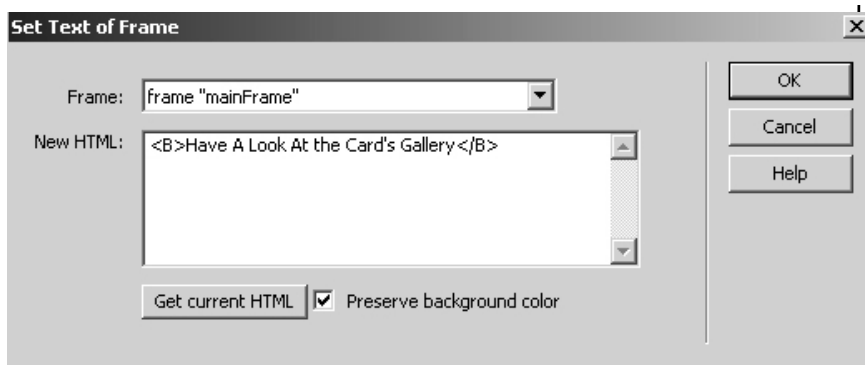 Set Text of Frame
Frame: frame "mainFrame"
OK
New HTML: <B>Have A Look At the Card's Gallery</B>
Cancel
Help
Get current HTML Preserve background color